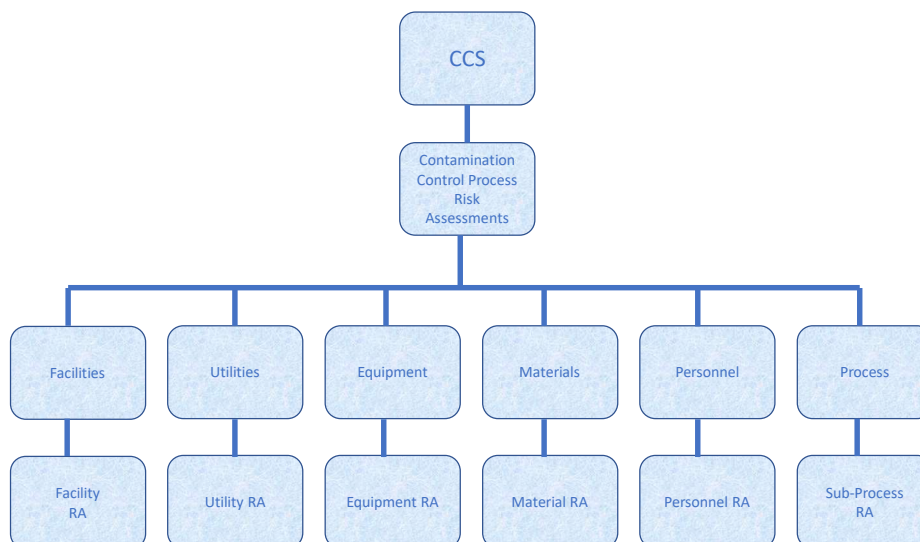 CCS
Contamination
Control Process
Risk
Assessments
Facilities
Utilities
Equipment
Materials
Personnel
Process
Facility
RA
Utility RA
Equipment RA
Material RA
Personnel RA
Sub-Process
RA